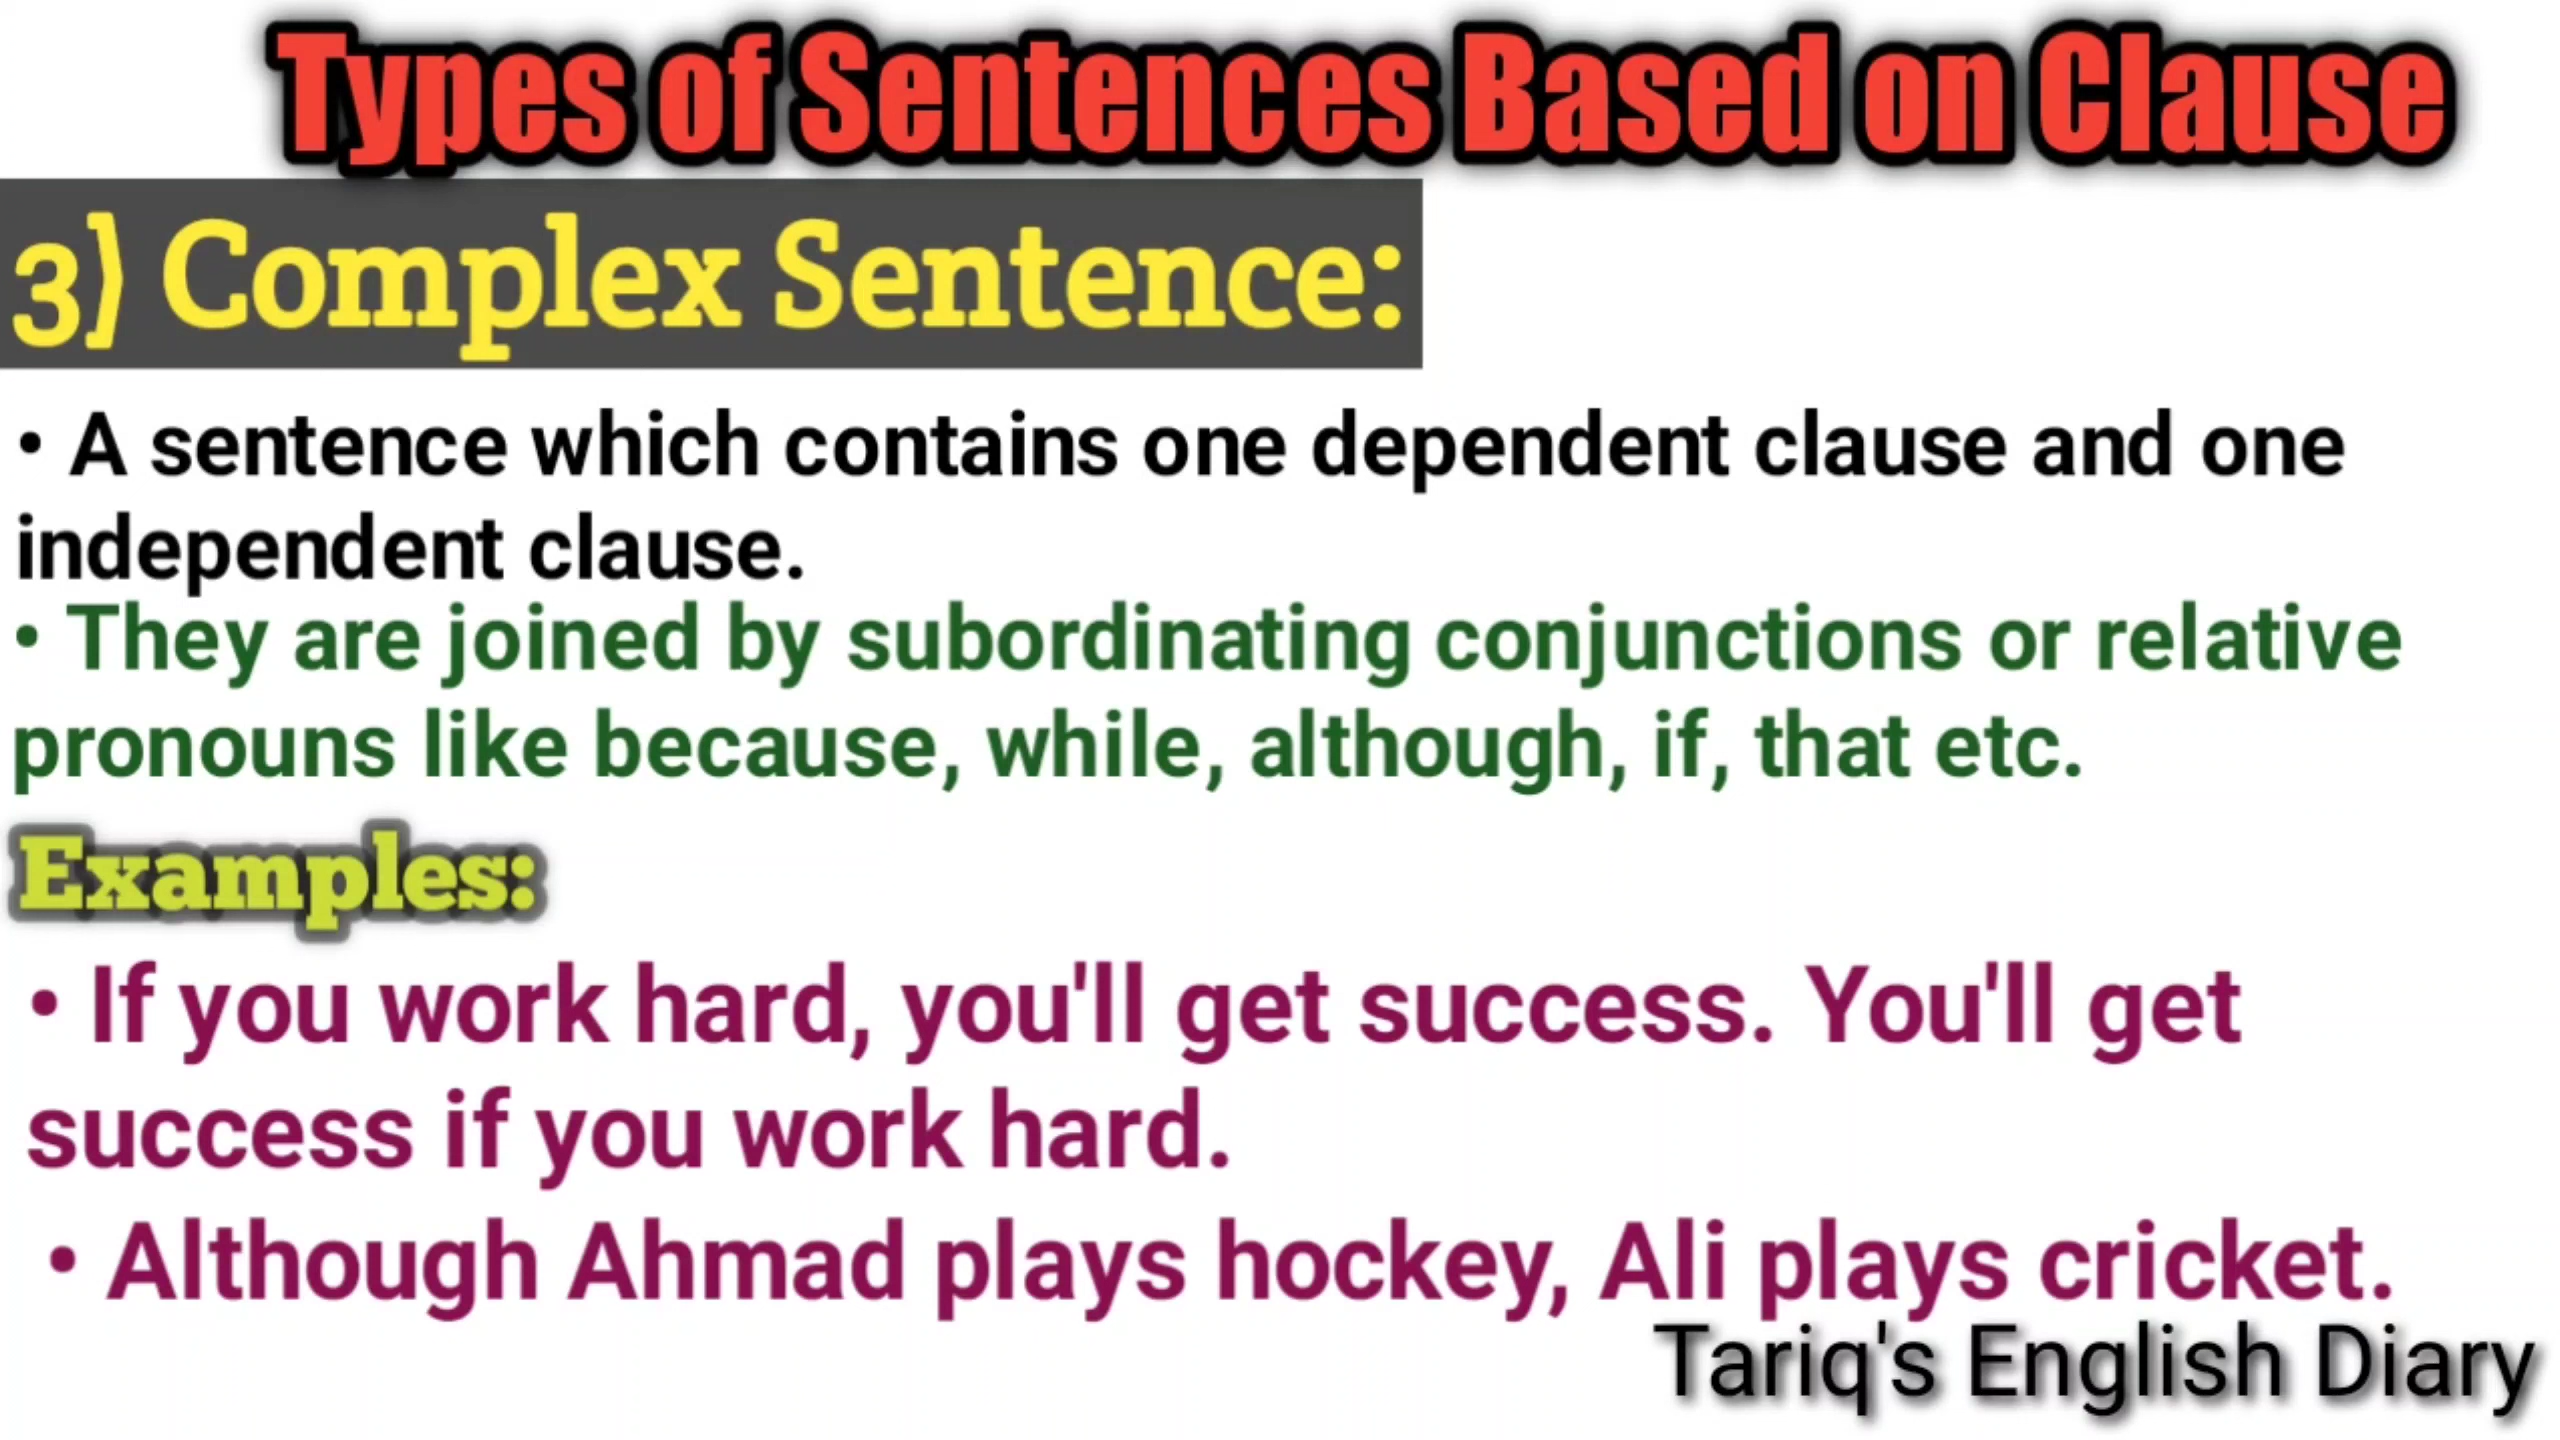 Types of Sentences Based on Clause
3) Complex Sentence:
• A sentence which contains one dependent clause and one
independent clause.
• They are joined by subordinating conjunctions or relative
pronouns like because, while, although, if, that etc.
Examples:
• If you work hard, you'll get success. You'll get
success if you work hard.
• Although Ahmad plays hockey, Ali plays cricket.
Tariq's English Diary